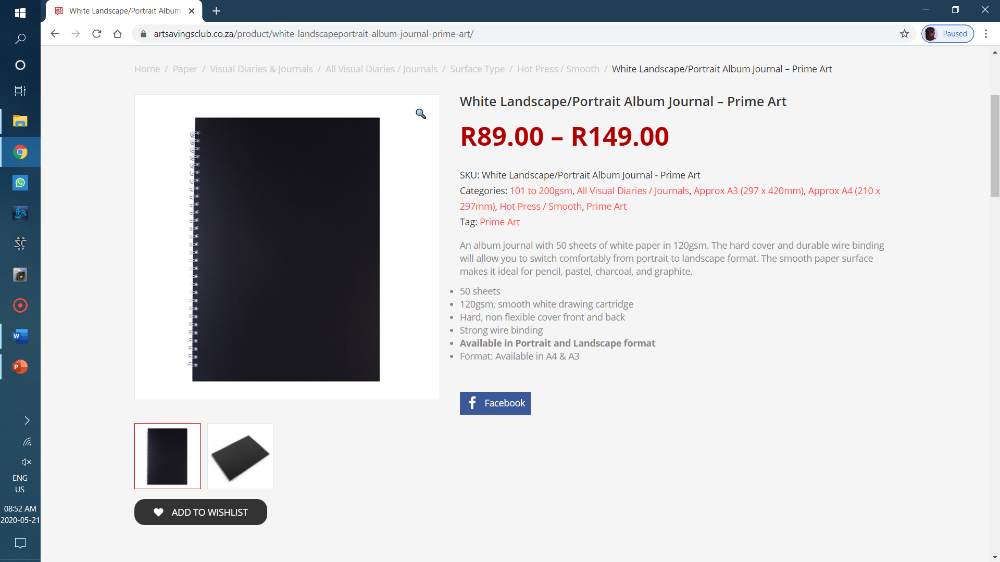 White Landscape/Portrait Album
artsavingsclub.co.za/product/white-landscapeportrait-album-journal-prime-art/
Paused
Home / Paper / Visual Diaries & Journals / All Visual Diaries / Journals / Surface Type / Hot Press / Smooth / White Landscape/Portrait Album Journal – Prime Art
White Landscape/Portrait Album Journal – Prime Art
R89.00 – R149.00
SKU: White Landscape/Portrait Album Journal - Prime Art
Categories: 101 to 200gsm, All Visual Diaries / Journals, Approx A3 (297 x 420mm), Approx A4 (210 x
297mm), Hot Press / Smooth, Prime Art
Tag: Prime Art
An album journal with 50 sheets of white paper in 120gsm. The hard cover and durable wire binding
will allow you to switch comfortably from portrait to landscape format. The smooth paper surface
makes it ideal for pencil, pastel, charcoal, and graphite.
50 sheets
120gsm, smooth white drawing cartridge
Hard, non flexible cover front and back
Strong wire binding
Available in Portrait and Landscape format
Format: Available in A4 & A3
Facebook
ADD TO WISHLIST
ENG
US
08:52 AM
2020-05-21